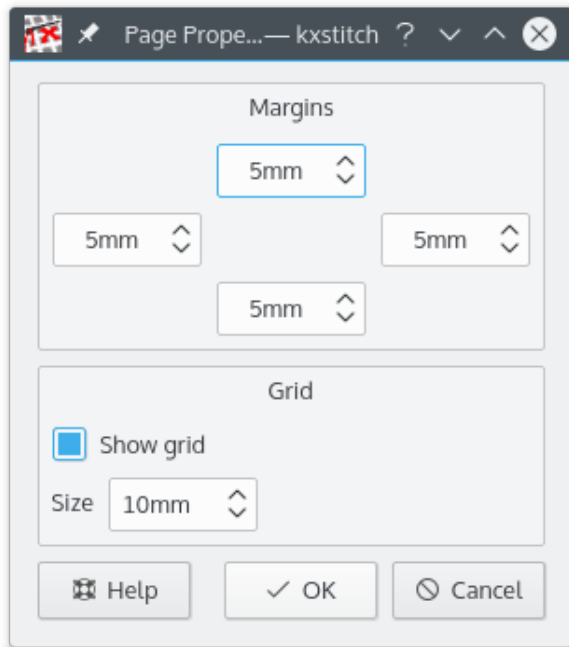 Page Prope...— kxstitch
Margins
5mm
5mm 5mm
5mm
Grid
Show grid
Size 10mm
Help OK Cancel